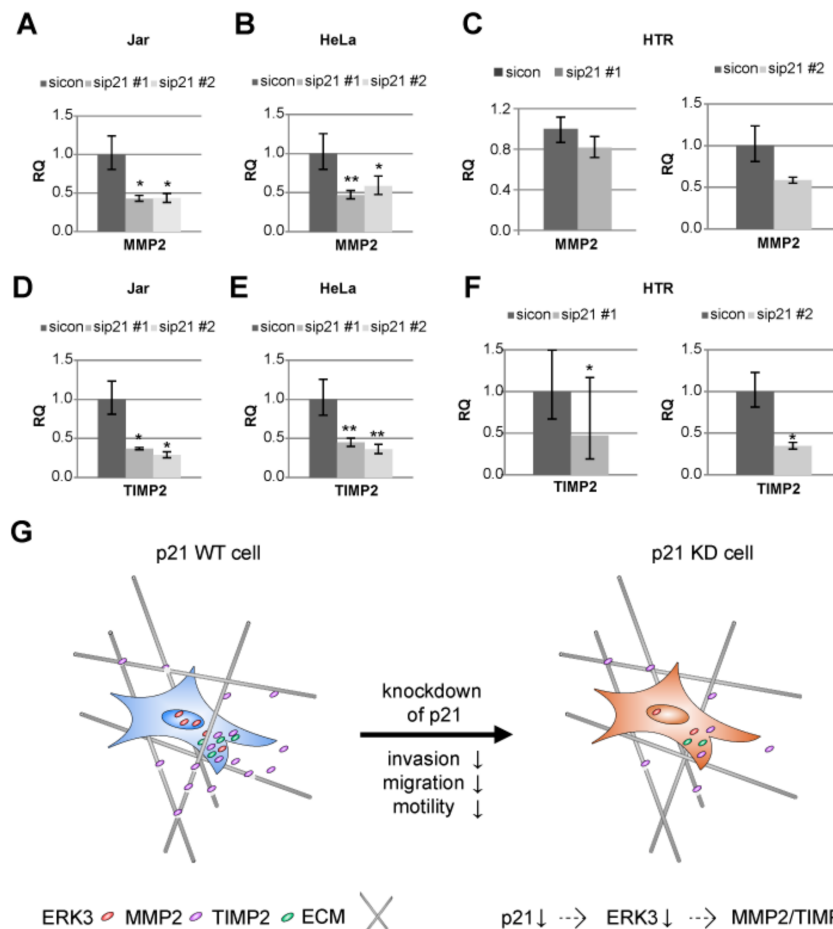 A
Jar
sicon sip21 #1 sip21 #2
1.5
1.0
0.5
0.0
RQ
* *
MMP2
B
HeLa
sicon sip21 #1 sip21 #2
1.5
1.0
0.5
0.0
RQ
** *
MMP2
C
HTR
sicon sip21 #1
1.2
0.8
0.4
0.0
RQ
MMP2
sicon sip21 #2
1.5
1.0
0.5
0.0
RQ
MMP2
D
Jar
sicon sip21 #1 sip21 #2
1.5
1.0
0.5
0.0
RQ
* *
TIMP2
E
HeLa
sicon sip21 #1 sip21 #2
1.5
1.0
0.5
0.0
RQ
** **
TIMP2
F
HTR
sicon sip21 #1
1.5
1.0
0.5
0.0
RQ
*
TIMP2
sicon sip21 #2
1.5
1.0
0.5
0.0
RQ
*
TIMP2
G
p21 WT cell
p21 KD cell
knockdown
of p21
invasion ↓
migration ↓
motility ↓
ERK3 MMP2 TIMP2 ECM
p21↓ --> ERK3↓ --> MMP2/TIMP